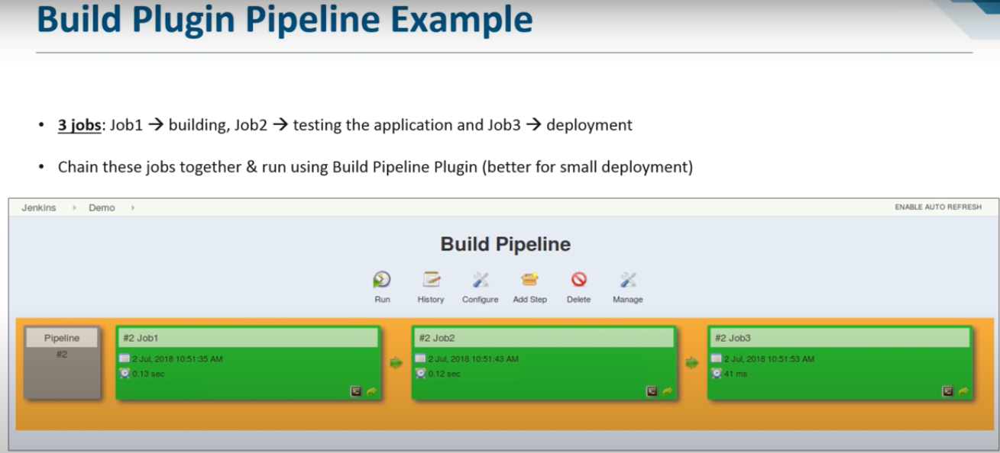 Build Plugin Pipeline Example
• 3 jobs: Job1 → building, Job2 → testing the application and Job3 → deployment
• Chain these jobs together & run using Build Pipeline Plugin (better for small deployment)
Jenkins Demo ENABLE AUTO REFRESH
Build Pipeline
Run History Configure Add Step Delete Manage
Pipeline #2 Job1 #2 Job2 #2 Job3
#2
2 Jul, 2018 10:51:35 AM 2 Jul, 2018 10:51:43 AM 2 Jul, 2018 10:51:53 AM
0.13 sec 0.12 sec 41 ms